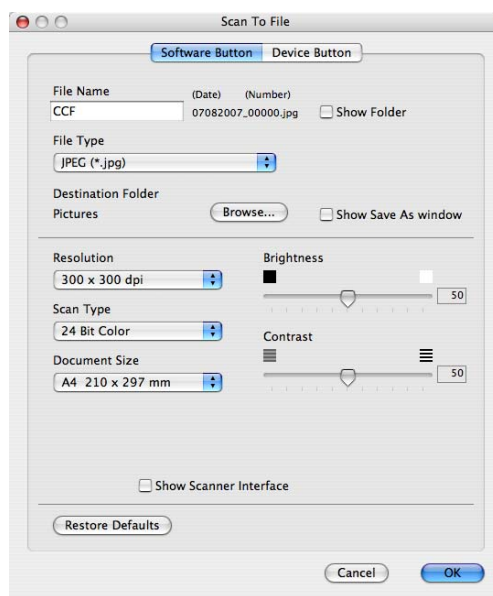 Scan To File
Software Button Device Button
File Name (Date) (Number)
CCF 07082007_00000.jpg Show Folder
File Type
JPEG (*.jpg)
Destination Folder
Pictures Browse... Show Save As window
Resolution Brightness
300 x 300 dpi 50
Scan Type
24 Bit Color Contrast
Document Size
A4 210 x 297 mm 50
Show Scanner Interface
Restore Defaults
Cancel OK